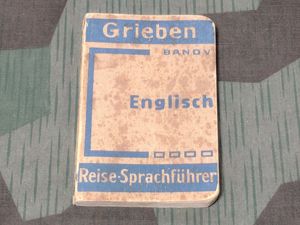 Grieben
BAND V
Englisch
Reise-Sprachführer